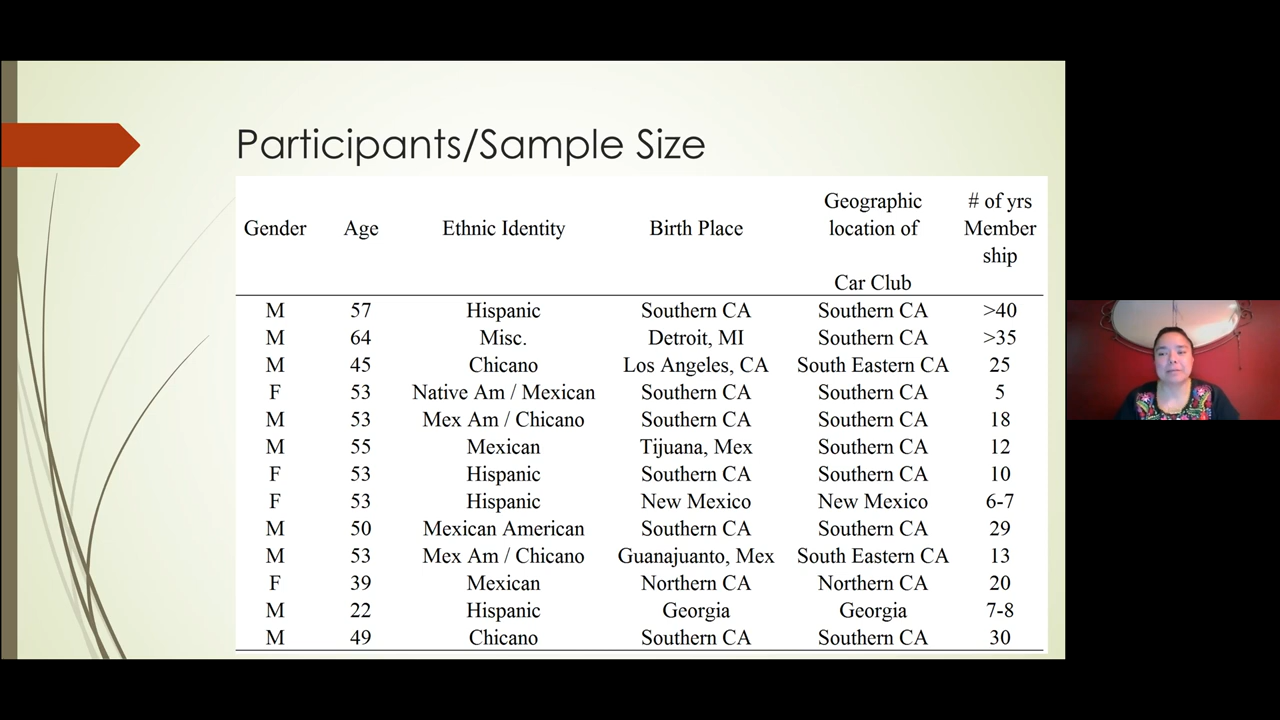 Participants/Sample Size
Gender Age Ethnic Identity Birth Place Geographic location of Car Club # of yrs Member ship
M 57 Hispanic Southern CA Southern CA >40
M 64 Misc. Detroit, MI Southern CA >35
M 45 Chicano Los Angeles, CA South Eastern CA 25
F 53 Native Am / Mexican Southern CA Southern CA 5
M 53 Mex Am / Chicano Southern CA Southern CA 18
M 55 Mexican Tijuana, Mex Southern CA 12
F 53 Hispanic Southern CA Southern CA 10
F 53 Hispanic New Mexico New Mexico 6-7
M 50 Mexican American Southern CA Southern CA 29
M 53 Mex Am / Chicano Guanajuanto, Mex South Eastern CA 13
F 39 Mexican Northern CA Northern CA 20
M 22 Hispanic Georgia Georgia 7-8
M 49 Chicano Southern CA Southern CA 30